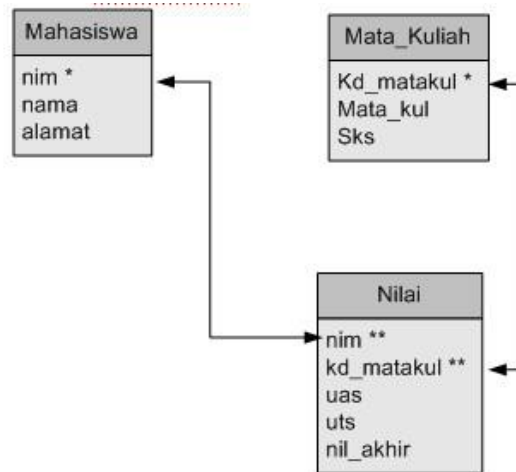 Mahasiswa
nim *
nama
alamat
Mata_Kuliah
Kd_matakul *
Mata_kul
Sks
Nilai
nim **
kd_matakul **
uas
uts
nil_akhir